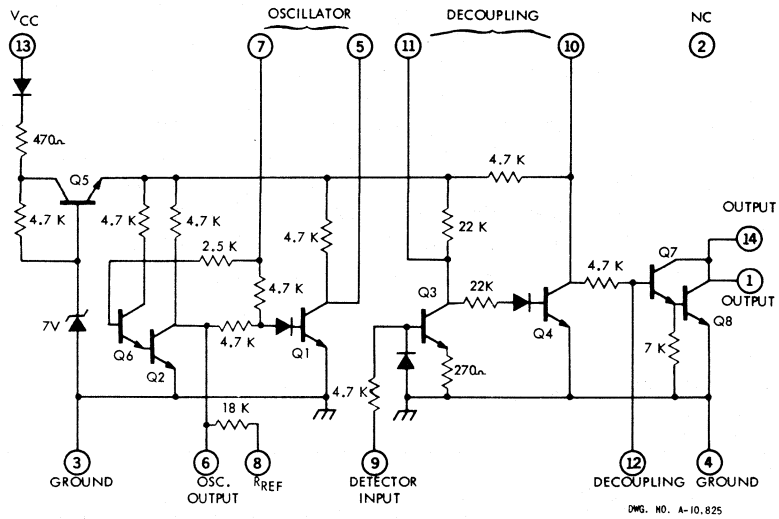 VCC
OSCILLATOR
DECOUPLING
NC
13
7
5
11
10
2
470Ω
Q5
4.7 K
4.7 K
4.7 K
4.7 K
4.7 K
22 K
2.5 K
4.7 K
OUTPUT
14
Q7
4.7 K
1
OUTPUT
Q3
22K
7V
Q6
Q2
4.7 K
Q1
Q4
Q8
7 K
270Ω
4.7 K
18 K
3
GROUND
6
OSC.
OUTPUT
8
RREF
9
DETECTOR
INPUT
12
DECOUPLING
4
GROUND
DWG. NO. A-10,825